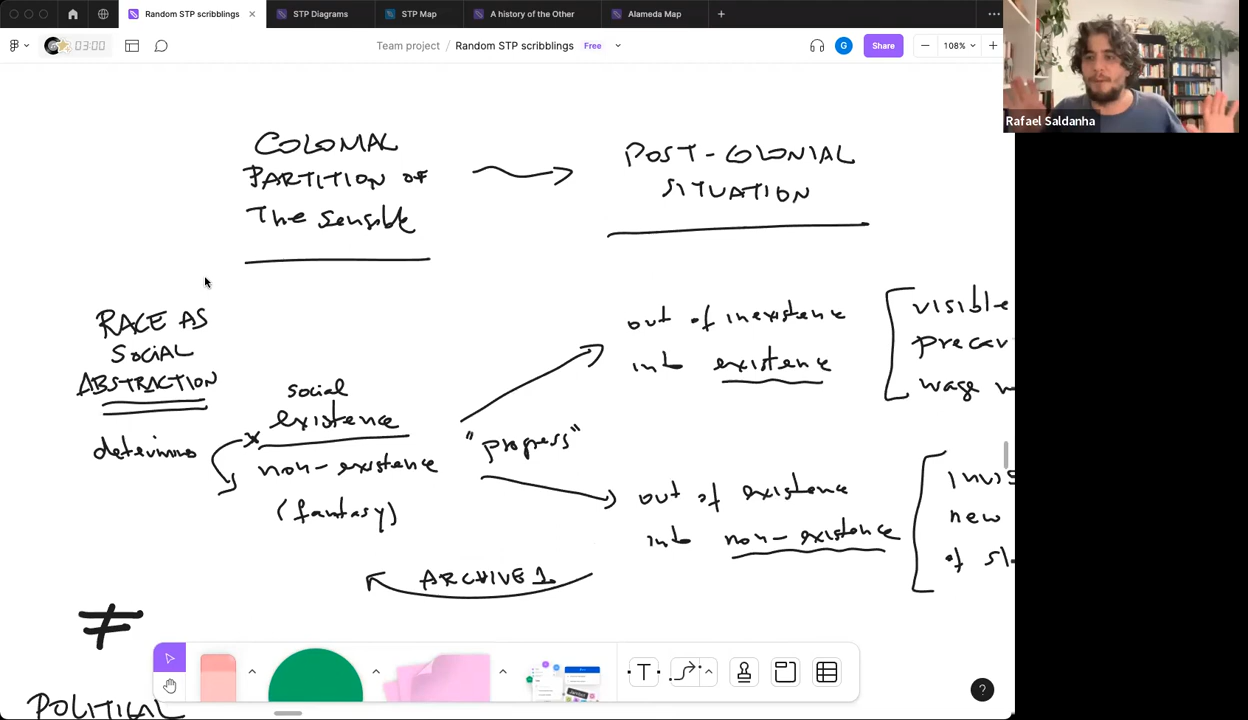 Random STP scribblings
STP Diagrams
STP Map
A history of the Other
Alameda Map
03:00
Team project / Random STP scribblings Free
G
Share
108%
Rafael Saldanha
COLONIAL
PARTITION OF
The Sensible
POST-COLONIAL
SITUATION
RACE AS
SOCIAL
ABSTRACTION
determines
social
existence
non-existence
(fantasy)
"progress"
out of inexistence
into existence
visible
precar
wage
out of existence
into non-existence
invis
new
of sl
ARCHIVE 1
≠
POLITICAL
T
?